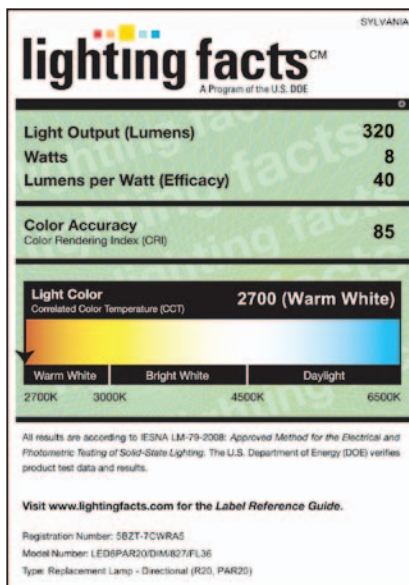 SYLVANIA
lighting facts CM
A Program of the U.S. DOE
Light Output (Lumens) 320
Watts 8
Lumens per Watt (Efficacy) 40
Color Accuracy 85
Color Rendering Index (CRI)
Light Color 2700 (Warm White)
Correlated Color Temperature (CCT)
Warm White Bright White Daylight
2700K 3000K 4500K 6500K
All results are according to IESNA LM-79-2008: Approved Method for the Electrical and
Photometric Testing of Solid-State Lighting. The U.S. Department of Energy (DOE) verifies
product test data and results.
Visit www.lightingfacts.com for the Label Reference Guide.
Registration Number: 5BZT-7CWRA5
Model Number: LED8PAR20/DIM/827/FL36
Type: Replacement Lamp - Directional (R20, PAR20)